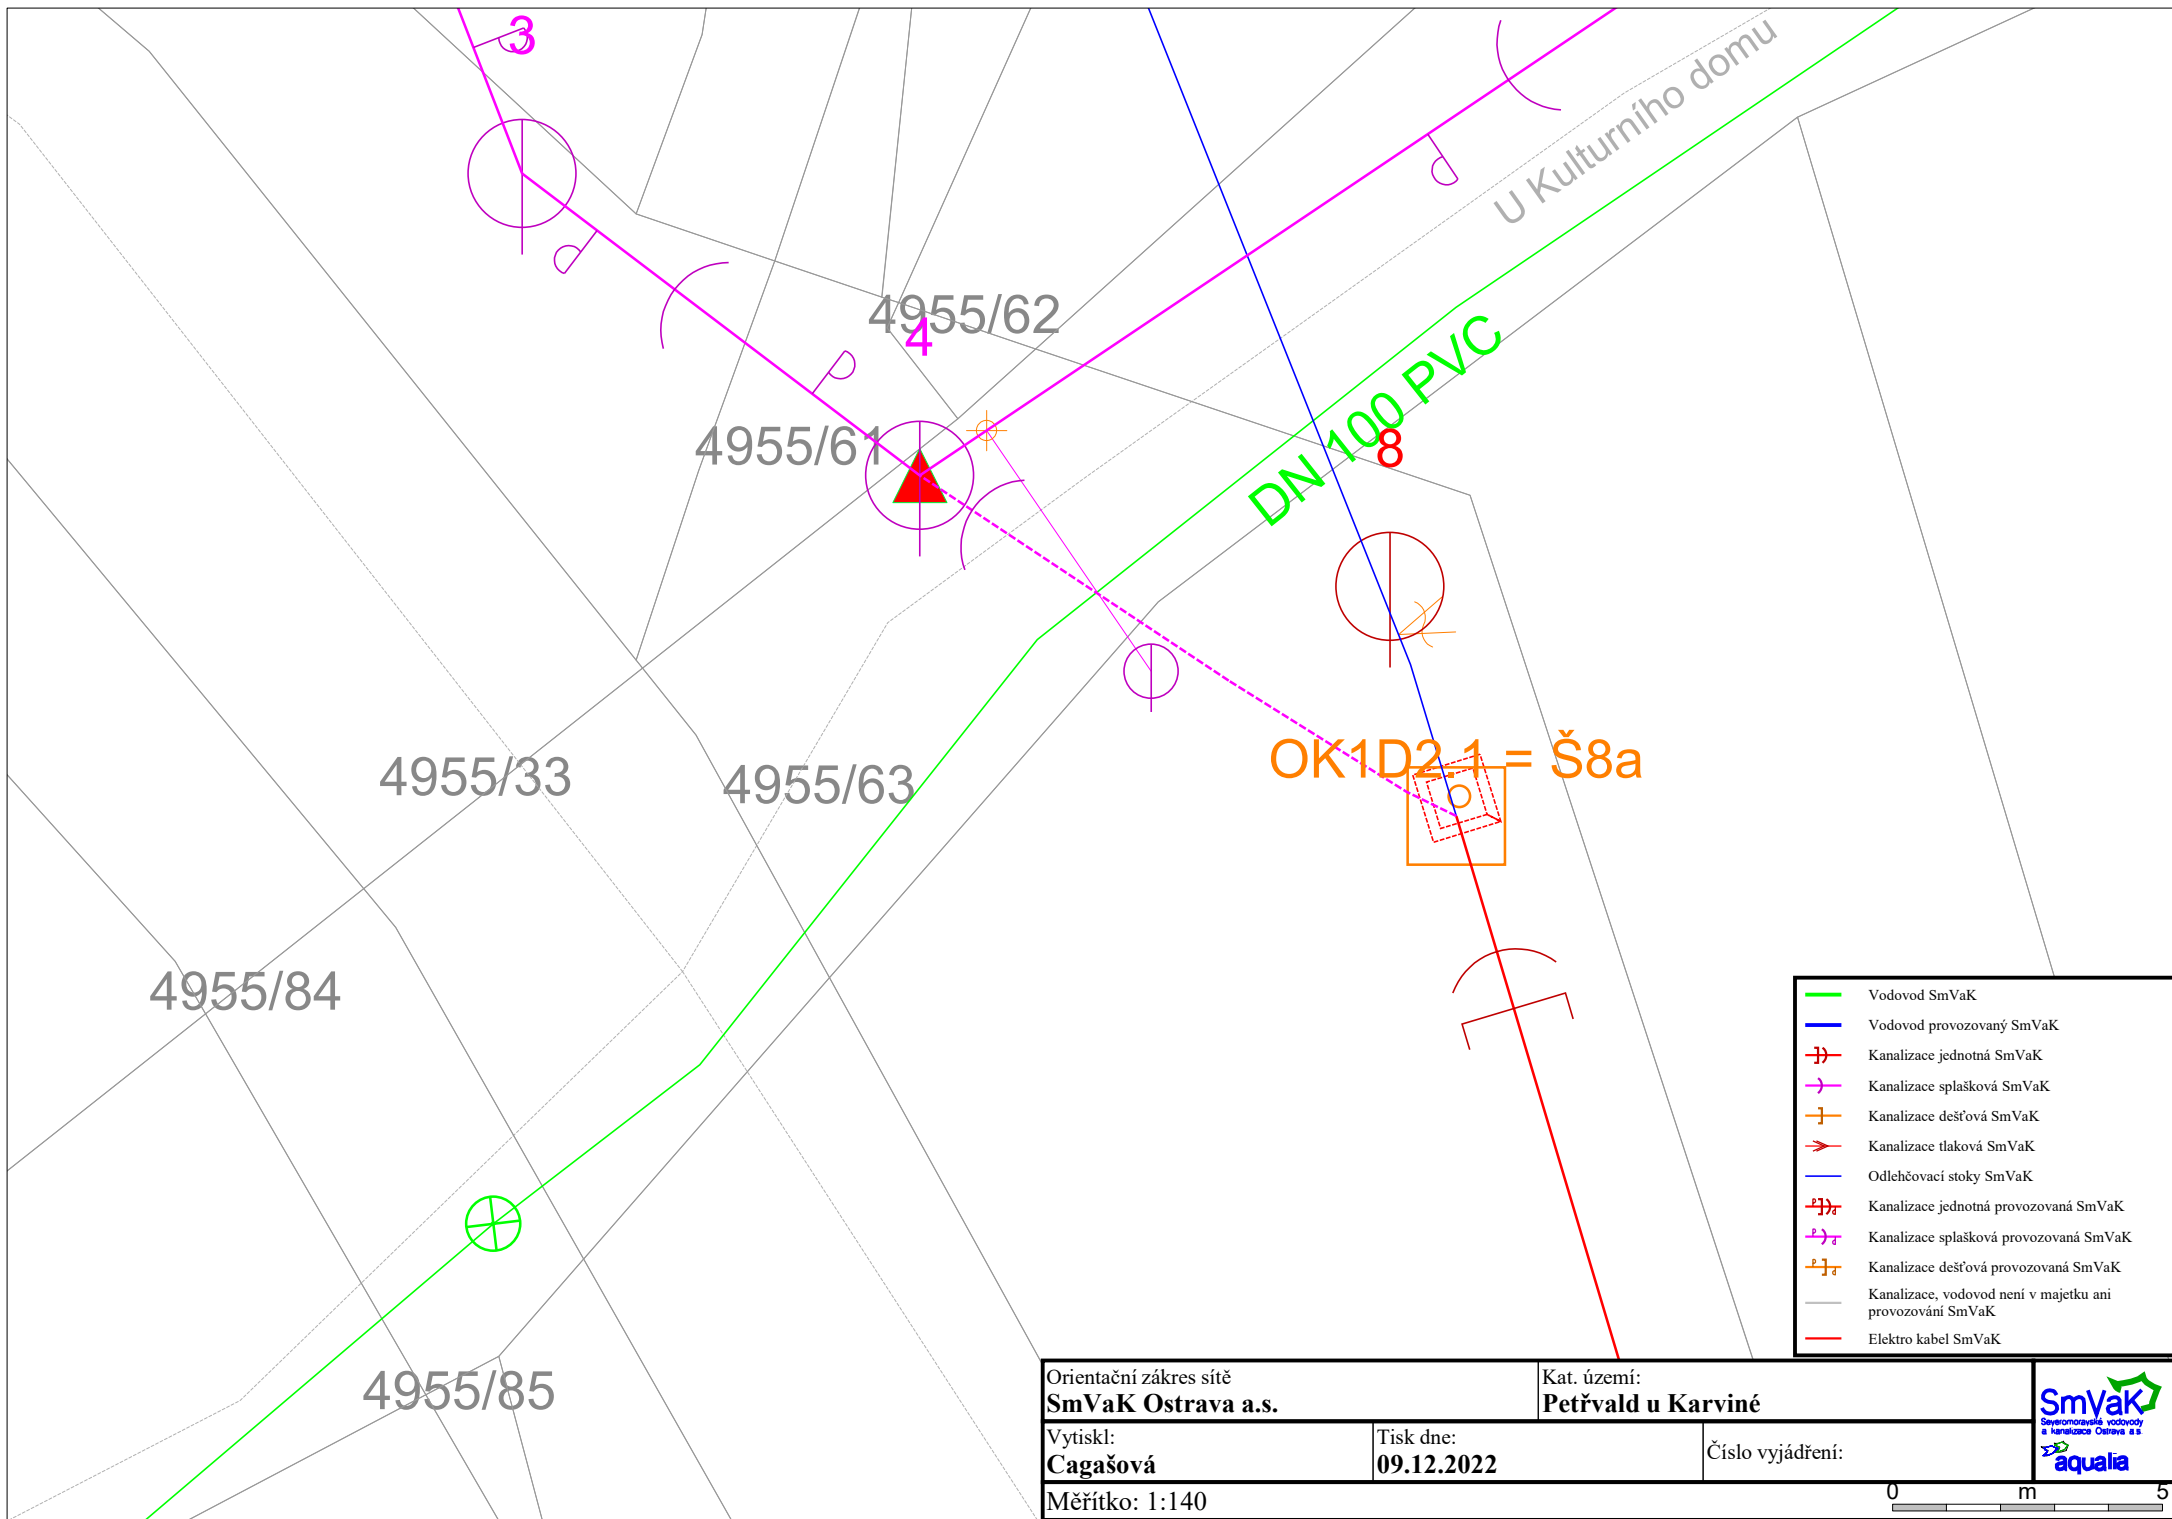 3
U Kulturního domu
4955/62
4
DN 100 PVC
4955/61
8
OK1D2.1 = Š8a
4955/33
4955/63
4955/84
4955/85
Vodovod SmVaK
Vodovod provozovaný SmVaK
Kanalizace jednotná SmVaK
Kanalizace splašková SmVaK
Kanalizace dešťová SmVaK
Kanalizace tlaková SmVaK
Odlehčovací stoky SmVaK
Kanalizace jednotná provozovaná SmVaK
Kanalizace splašková provozovaná SmVaK
Kanalizace dešťová provozovaná SmVaK
Kanalizace, vodovod není v majetku ani
provozování SmVaK
Elektro kabel SmVaK
Orientační zákres sítě
SmVaK Ostrava a.s.
Kat. území:
Petřvald u Karviné
Vytiskl:
Cagašová
Tisk dne:
09.12.2022
Číslo vyjádření:
SmVaK
Severomoravské vodovody
a kanalizace Ostrava a.s.
aqualia
Měřítko: 1:140
0 m 5